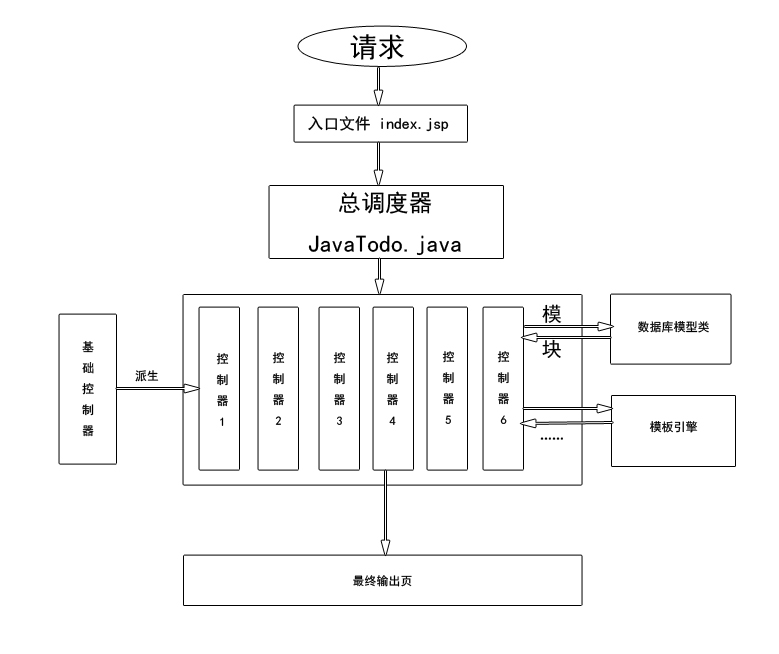 请求
入口文件 index.jsp
总调度器
JavaTodo.java
基础控制器
派生
控制器1
控制器2
控制器3
控制器4
控制器5
控制器6
模块
……
数据库模型类
模板引擎
最终输出页